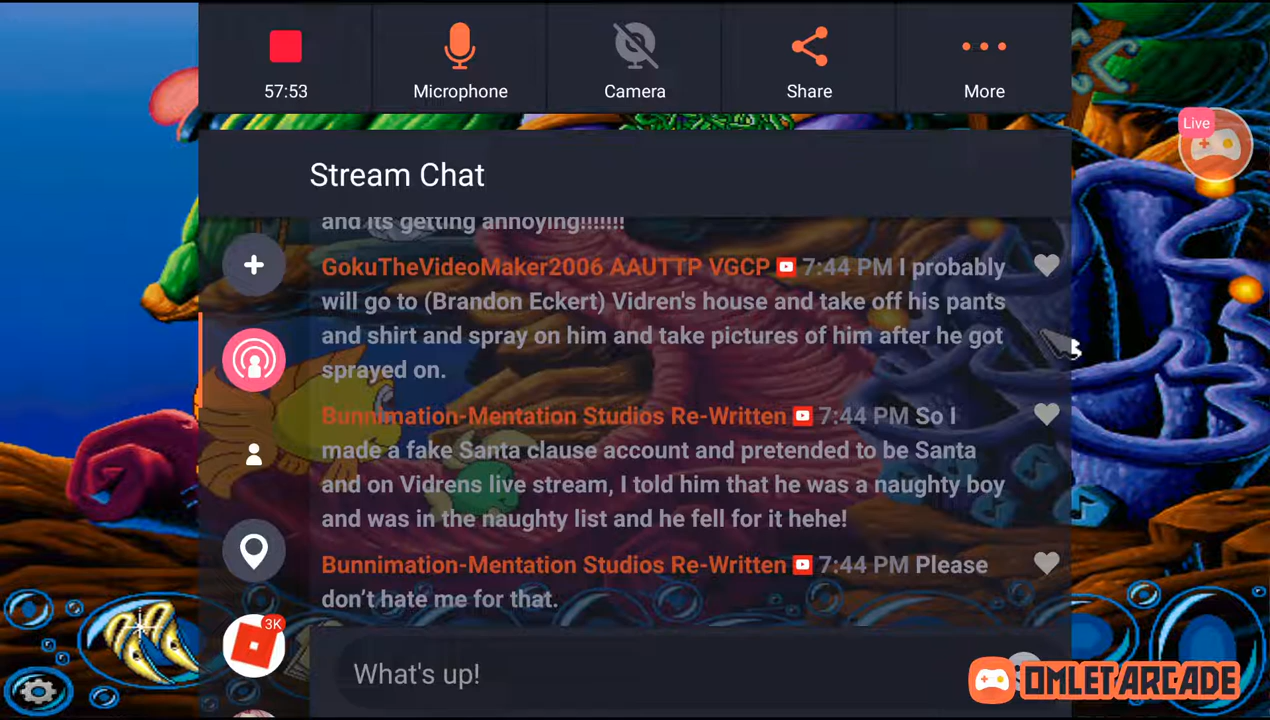 57:53
Microphone
Camera
Share
More
Live
Stream Chat
and its getting annoying!!!!!!!
GokuTheVideoMaker2006 AAUTTP VGCP 7:44 PM I probably
will go to (Brandon Eckert) Vidren's house and take off his pants
and shirt and spray on him and take pictures of him after he got
sprayed on.
Bunnimation-Mentation Studios Re-Written 7:44 PM So I
made a fake Santa clause account and pretended to be Santa
and on Vidrens live stream, I told him that he was a naughty boy
and was in the naughty list and he fell for it hehe!
Bunnimation-Mentation Studios Re-Written 7:44 PM Please
don't hate me for that.
3K
What's up!
OMLET ARCADE